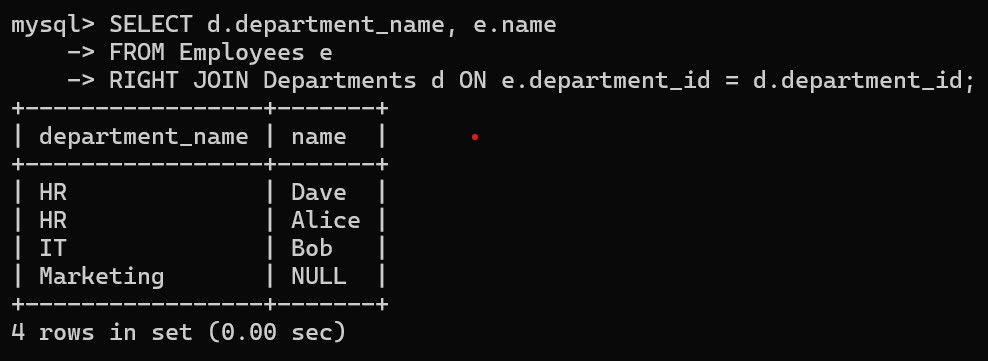 mysql> SELECT d.department_name, e.name
    -> FROM Employees e
    -> RIGHT JOIN Departments d ON e.department_id = d.department_id;
+-----------------+-------+
| department_name | name  |
+-----------------+-------+
| HR              | Dave  |
| HR              | Alice |
| IT              | Bob   |
| Marketing       | NULL  |
+-----------------+-------+
4 rows in set (0.00 sec)